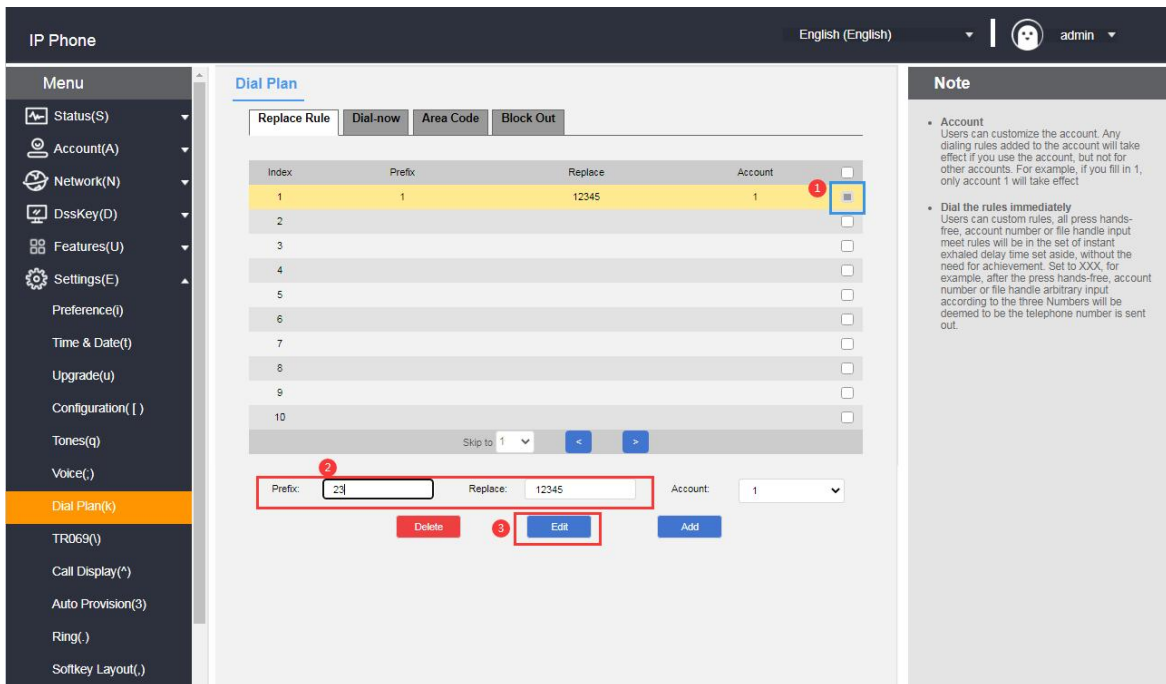 IP Phone
English (English)
admin
Menu
Status(S)
Account(A)
Network(N)
DssKey(D)
Features(U)
Settings(E)
Preference(i)
Time & Date(t)
Upgrade(u)
Configuration( [ )
Tones(q)
Voice(;)
Dial Plan(k)
TR069(\)
Call Display(^)
Auto Provision(3)
Ring(.)
Softkey Layout(,)
Dial Plan
Replace Rule Dial-now Area Code Block Out
Index Prefix Replace Account
1 1 12345 1 1
2
3
4
5
6
7
8
9
10
Skip to 1 < >
2
Prefix: 23 Replace: 12345 Account: 1
Delete 3 Edit Add
Note
• Account
Users can customize the account. Any
dialing rules added to the account will take
effect if you use the account, but not for
other accounts. For example, if you fill in 1,
only account 1 will take effect
• Dial the rules immediately
Users can custom rules, all press hands-
free, account number or file handle input
meet rules will be in the set of instant
exhaled delay time set aside, without the
need for achievement. Set to XXX, for
example, after the press hands-free, account
number or file handle arbitrary input
according to the three Numbers will be
deemed to be the telephone number is sent
out.